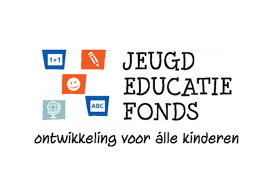 1+1
JEUGD
EDUCATIE
FONDS
ABC
ontwikkeling voor álle kinderen